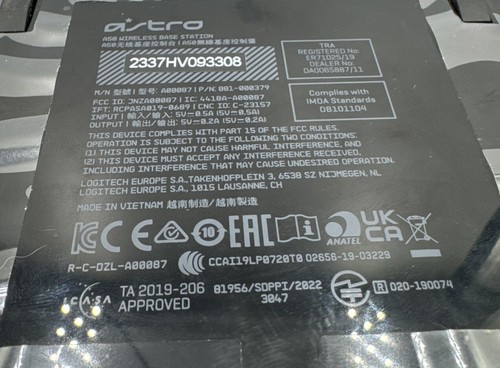 astro
A50 WIRELESS BASE STATION
A50无线基座控制台 | A50無線基座控制臺
2337HV093308
M/N 型号 | 型號: A00087 | P/N: 881-000379
FCC ID: JNZA00087 | IC: 4418A-A00087
IFT: RCPASA019-0689 | CNC ID: C-23157
INPUT | 输入 | 輸入: 5V⎓0.5A (5V⎓0.5A)
OUTPUT | 输出 | 輸出: 5V⎓0.2A (5V⎓0.2A)
THIS DEVICE COMPLIES WITH PART 15 OF THE FCC RULES.
OPERATION IS SUBJECT TO THE FOLLOWING TWO CONDITIONS.
(1) THIS DEVICE MAY NOT CAUSE HARMFUL INTERFERENCE, AND
(2) THIS DEVICE MUST ACCEPT ANY INTERFERENCE RECEIVED,
INCLUDING INTERFERENCE THAT MAY CAUSE UNDESIRED OPERATION.
LOGITECH EUROPE S.A.TAKENHOFPLEIN 3, 6538 SZ NIJMEGEN, NL
LOGITECH EUROPE S.A., 1015 LAUSANNE, CH
MADE IN VIETNAM 越南制造/越南製造
TRA
REGISTERED No:
ER71025/19
DEALER No:
DA0065887/11
Complies with
IMDA Standards
DB101104
10
EAC
ANATEL
UK
CA
R-C-DZL-A00087
CCAI19LP0720T0 02656-19-03229
ICASA
TA 2019-206
APPROVED
81956/SDPPI/2022
3047
R 020-190074